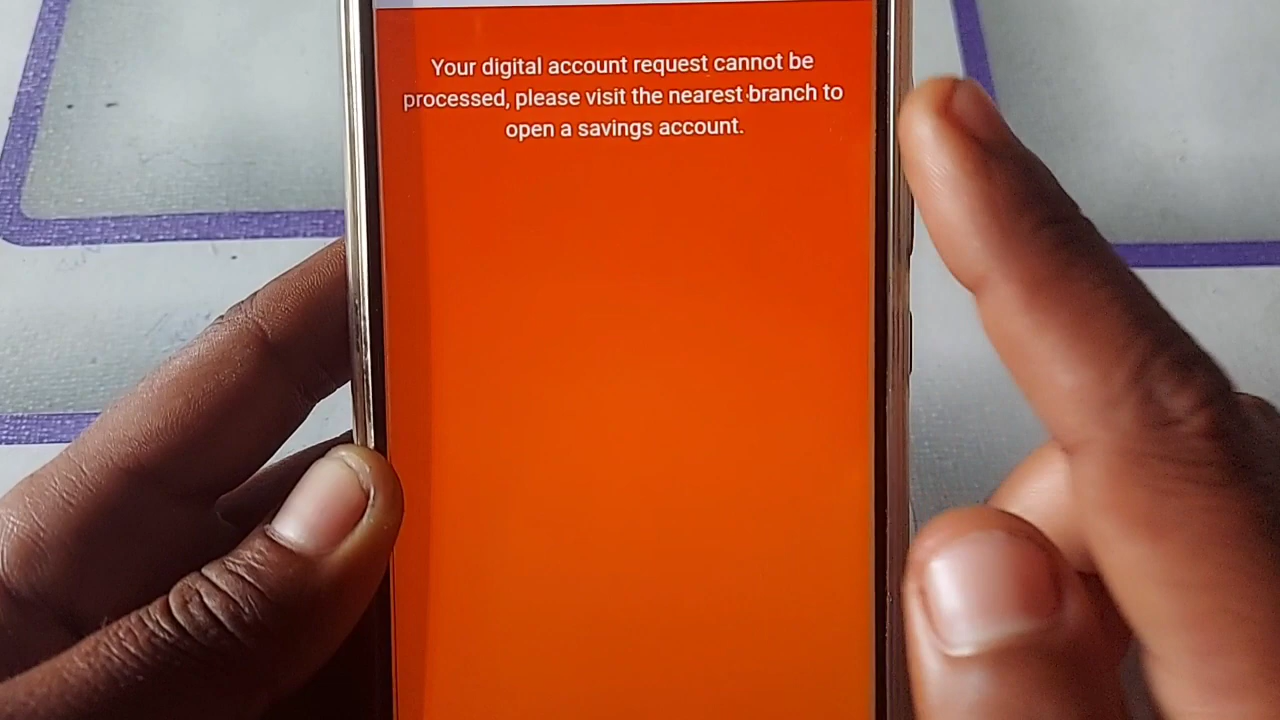 Your digital account request cannot be
processed, please visit the nearest branch to
open a savings account.